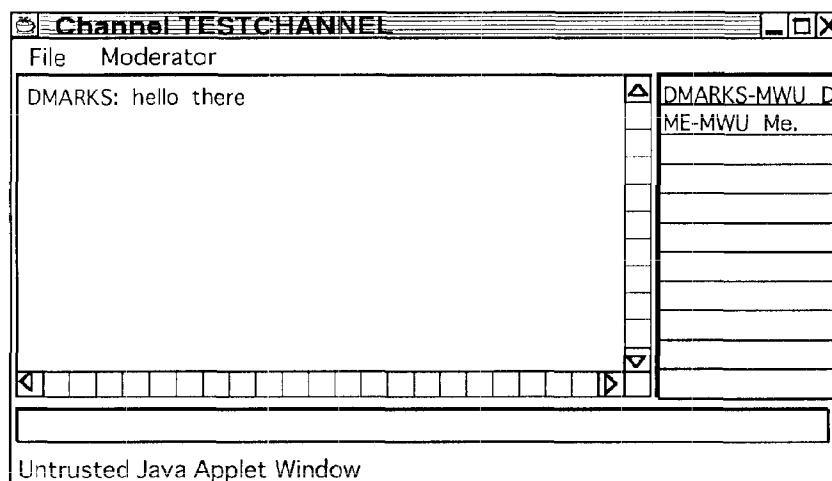 Channel TESTCHANNEL
File Moderator
DMARKS: hello there
DMARKS-MWU D
ME-MWU Me.
Untrusted Java Applet Window